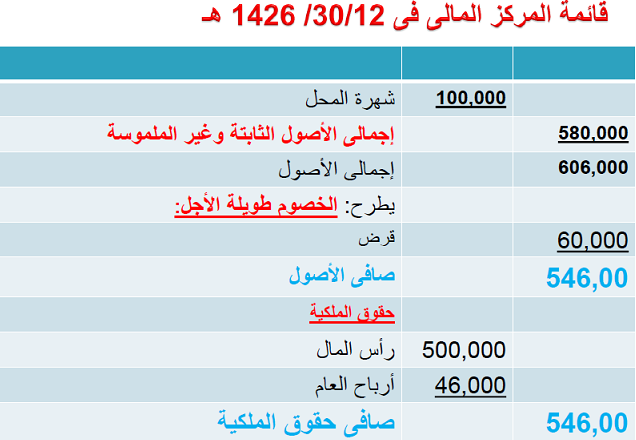 قائمة المركز المالى فى 30/12/ 1426 هـ
شهرة المحل 100,000
إجمالى الأصول الثابتة وغير الملموسة 580,000
إجمالى الأصول 606,000
يطرح: الخصوم طويلة الأجل:
قرض 60,000
صافى الأصول 546,00
حقوق الملكية
رأس المال 500,000
أرباح العام 46,000
صافى حقوق الملكية 546,00